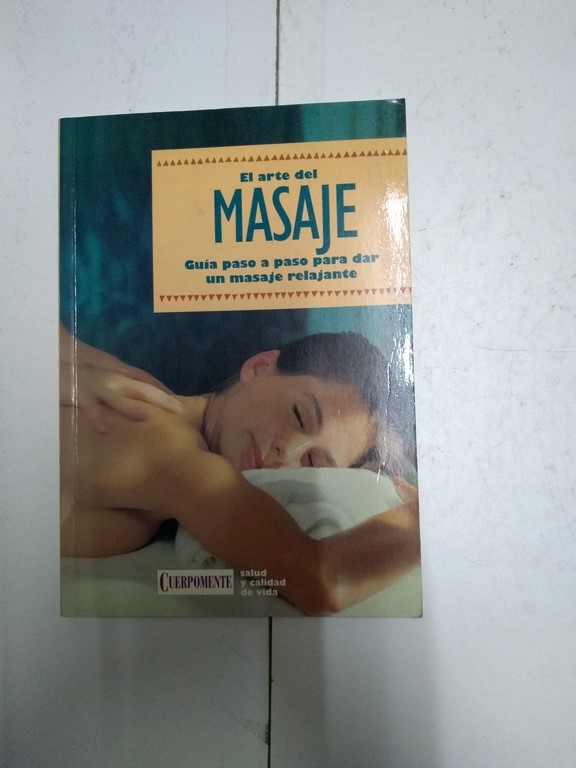 El arte del
MASAJE
Guía paso a paso para dar
un masaje relajante
CUERPOMENTE
salud
y calidad
de vida